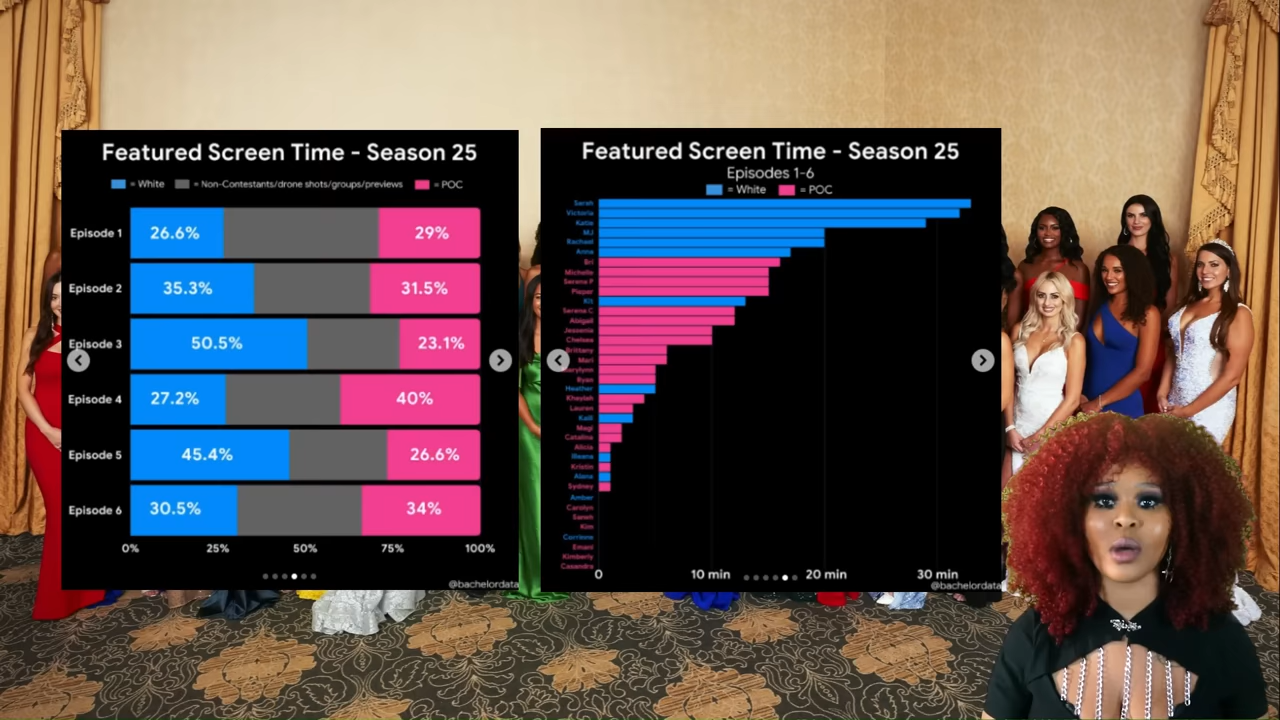 Featured Screen Time - Season 25
= White = Non-Contestants/drone shots/groups/previews = POC
Episode 1 26.6% 29%
Episode 2 35.3% 31.5%
Episode 3 50.5% 23.1%
Episode 4 27.2% 40%
Episode 5 45.4% 26.6%
Episode 6 30.5% 34%
0% 25% 50% 75% 100%
@bachelordata
Featured Screen Time - Season 25
Episodes 1-6
= White = POC
Sarah
Victoria
Katie
MJ
Rachael
Anna
Bri
Michelle
Serena P
Pieper
Kit
Serena C
Abigail
Jessenia
Chelsea
Brittany
Mari
Ryan
Heather
Khaylah
Lauren
Kaili
Magi
Catalina
Alicia
Illeana
Kristin
Alana
Sydney
Amber
Carolyn
Saneh
Kim
Corrinne
Emani
Kimberly
Casandra
0 10 min 20 min 30 min
@bachelordata